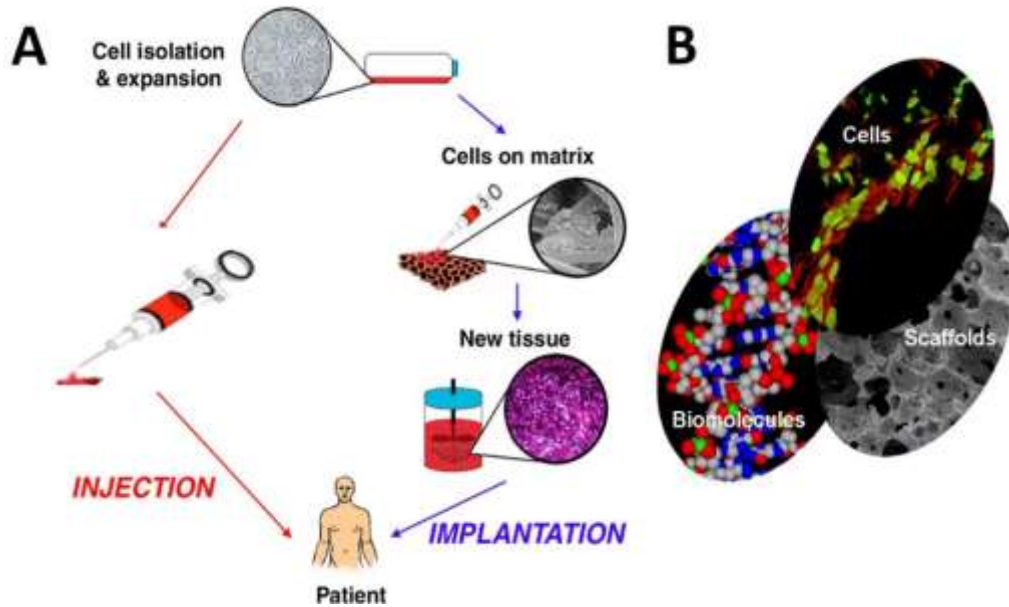 A
Cell isolation
& expansion
Cells on matrix
New tissue
INJECTION
IMPLANTATION
Patient
B
Cells
Scaffolds
Biomolecules